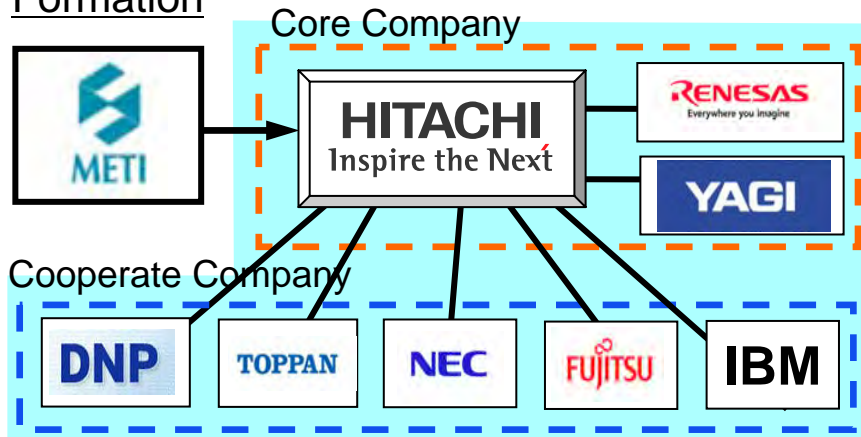 Formation
Core Company
METI
HITACHI
Inspire the Next
RENESAS
Everywhere you imagine
YAGI
Cooperate Company
DNP
TOPPAN
NEC
FUJITSU
IBM